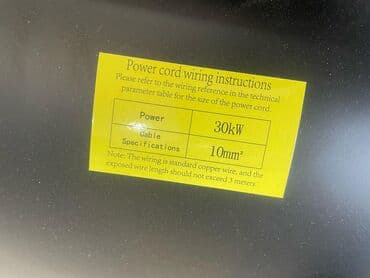 Power cord wiring instructions
Please refer to the wiring reference in the technical
parameter table for the size of the power cord.
Power 30kW
Cable Specifications 10mm²
Note: The wiring is standard copper wire, and the
exposed wire length should not exceed 3 meters.